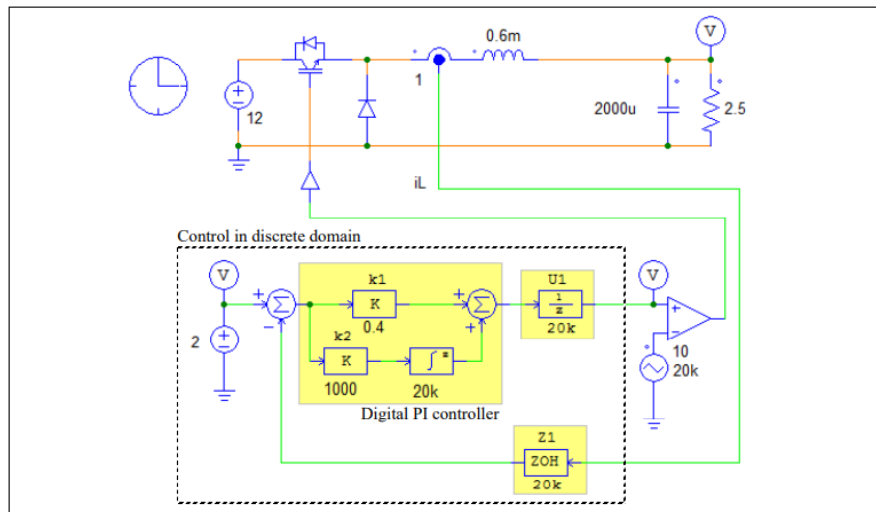 V
0.6m
1
12
2000u
2.5
iL
Control in discrete domain
V
k1
U1
V
+
Σ
-
K
+
Σ
+
1/z
+
-
0.4
20k
2
k2
K
∫ z
10
20k
1000
20k
Digital PI controller
Z1
ZOH
20k